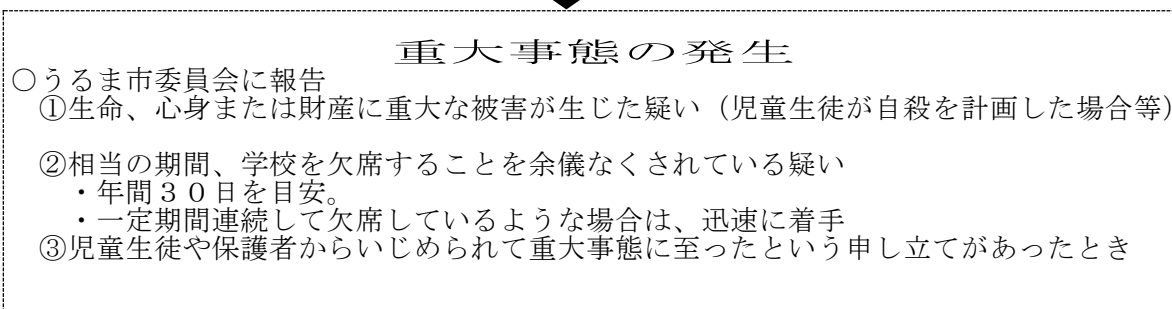 重大事態の発生
○うるま市委員会に報告
①生命、心身または財産に重大な被害が生じた疑い（児童生徒が自殺を計画した場合等）
②相当の期間、学校を欠席することを余儀なくされている疑い
・年間３０日を目安。
・一定期間連続して欠席しているような場合は、迅速に着手
③児童生徒や保護者からいじめられて重大事態に至ったという申し立てがあったとき